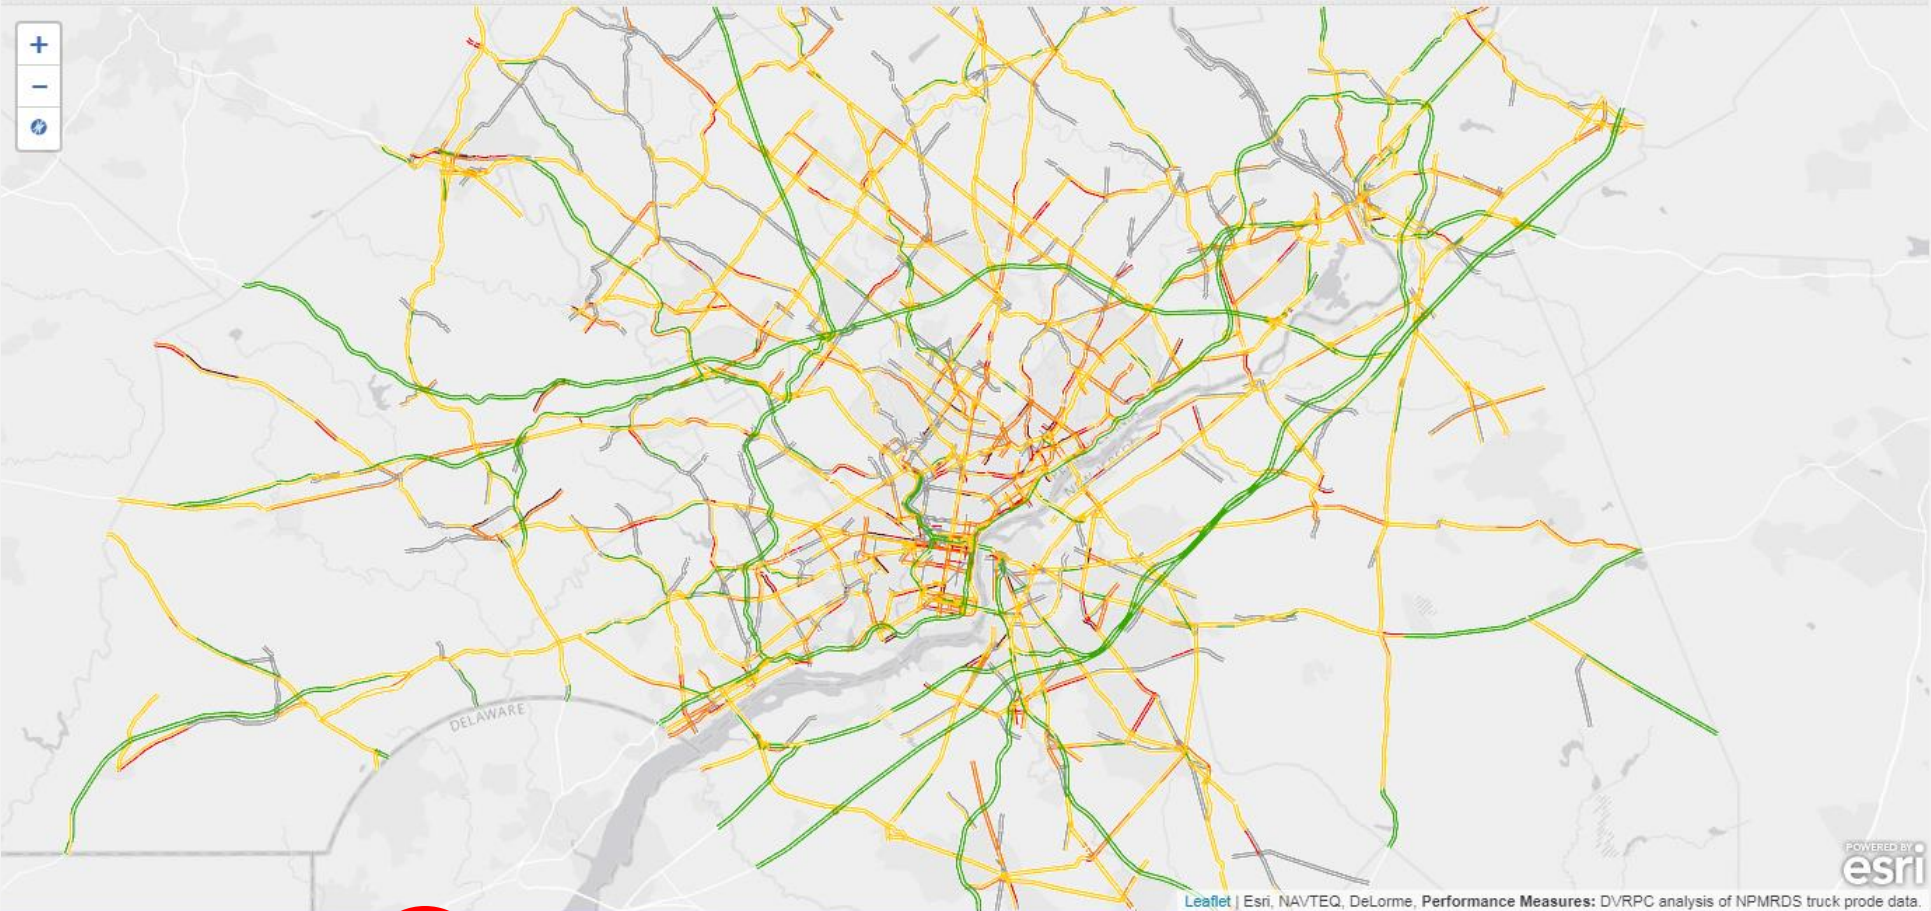 +
−
DELAWARE
POWERED BY
esri
Leaflet | Esri, NAVTEQ, DeLorme, Performance Measures: DVRPC analysis of NPMRDS truck prode data.